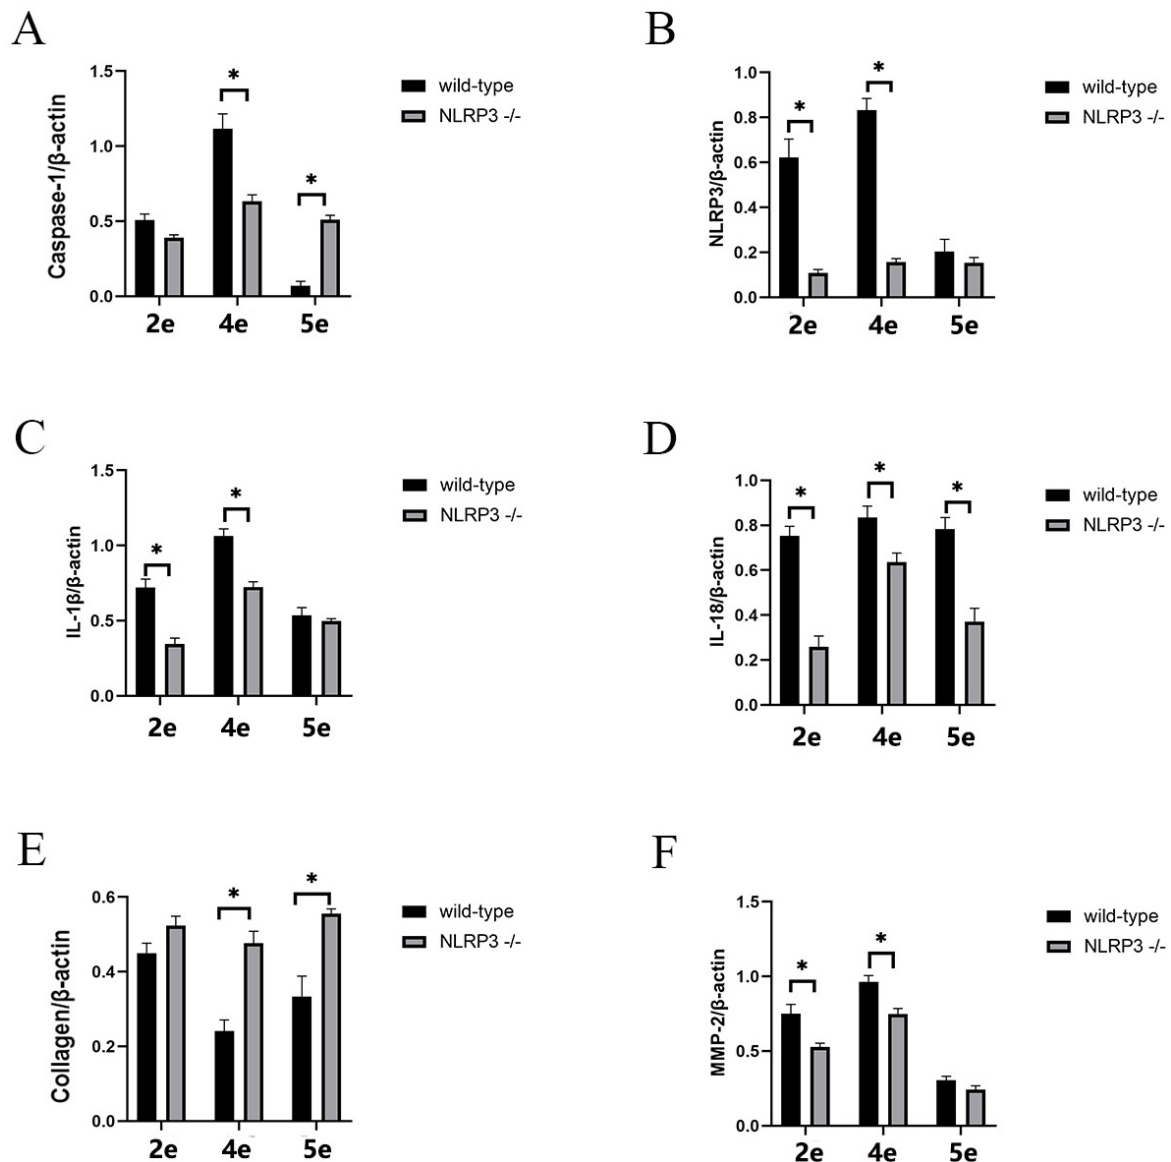 A
Caspase-1/β-actin
1.5
1.0
0.5
0.0
*
*
2e
4e
5e
wild-type
NLRP3 -/-
B
NLRP3/β-actin
1.0
0.8
0.6
0.4
0.2
0.0
*
*
2e
4e
5e
wild-type
NLRP3 -/-
C
IL-1β/β-actin
1.5
1.0
0.5
0.0
*
*
2e
4e
5e
wild-type
NLRP3 -/-
D
IL-18/β-actin
1.0
0.8
0.6
0.4
0.2
0.0
*
*
*
2e
4e
5e
wild-type
NLRP3 -/-
E
Collagen/β-actin
0.6
0.4
0.2
0.0
*
*
2e
4e
5e
wild-type
NLRP3 -/-
F
MMP-2/β-actin
1.5
1.0
0.5
0.0
*
*
2e
4e
5e
wild-type
NLRP3 -/-